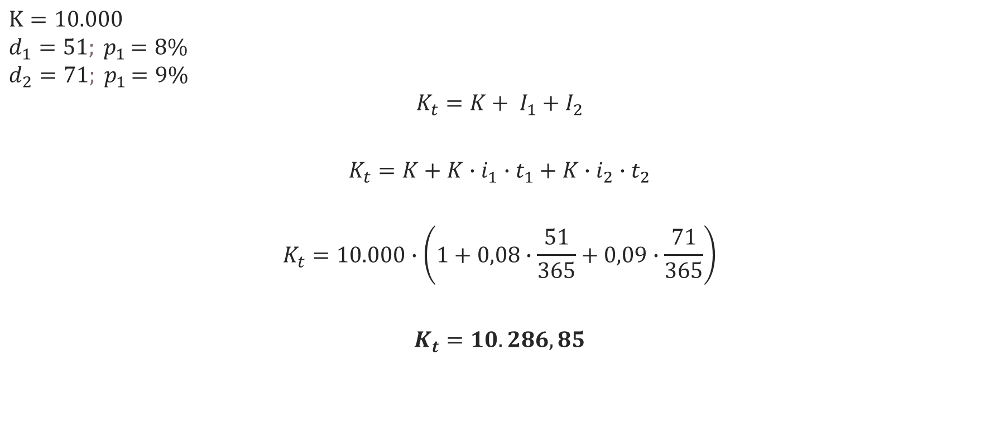 K = 10.000
d₁ = 51; p₁ = 8%
d₂ = 71; p₁ = 9%
Kₜ = K + I₁ + I₂
Kₜ = K + K · i₁ · t₁ + K · i₂ · t₂
Kₜ = 10.000 · (1 + 0,08 · 51/365 + 0,09 · 71/365)
Kₜ = 10.286,85